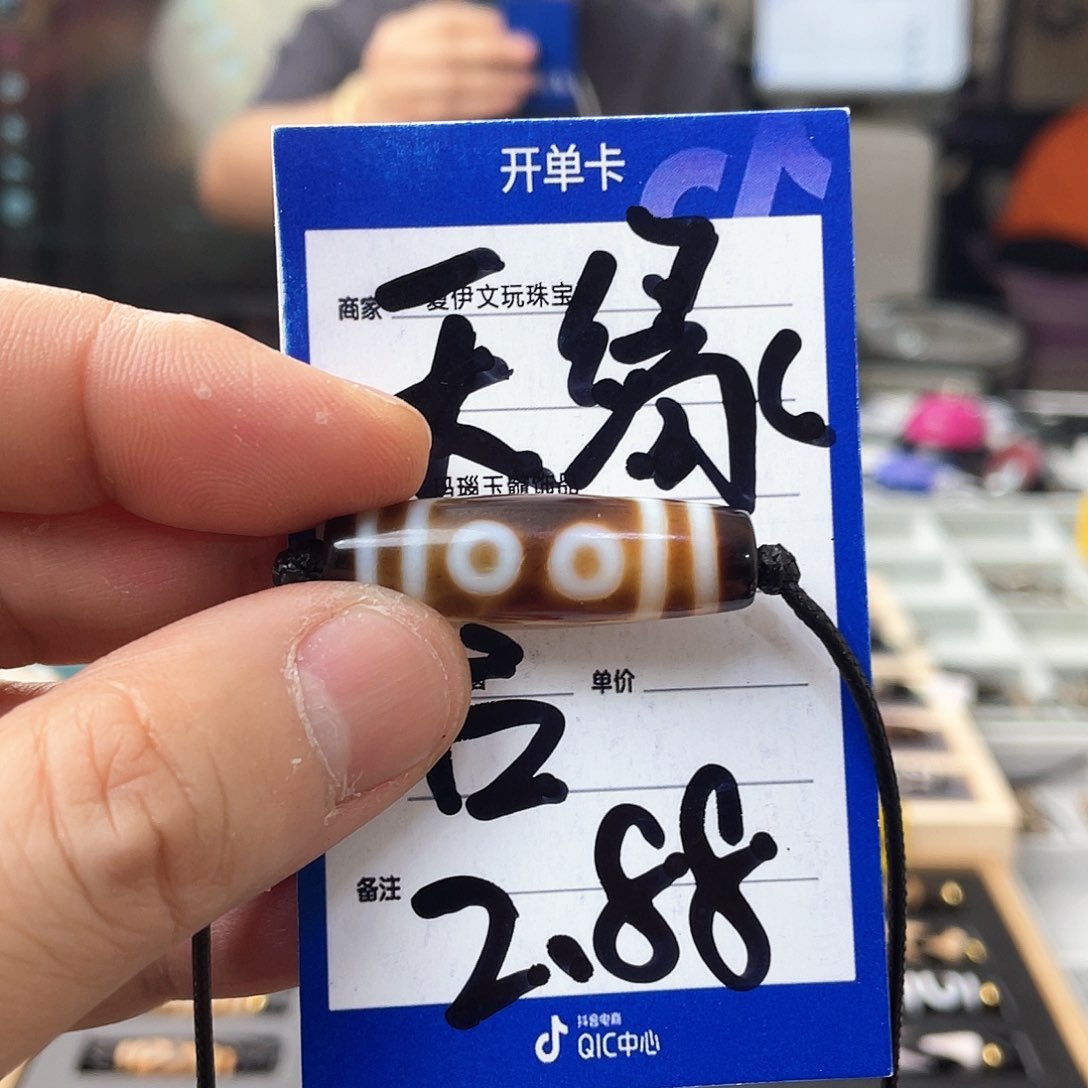 开单卡
商家 夏伊文玩珠宝
天缘
玛瑙玉髓饰品
单价
备注
2.88
抖音电商
QIC中心